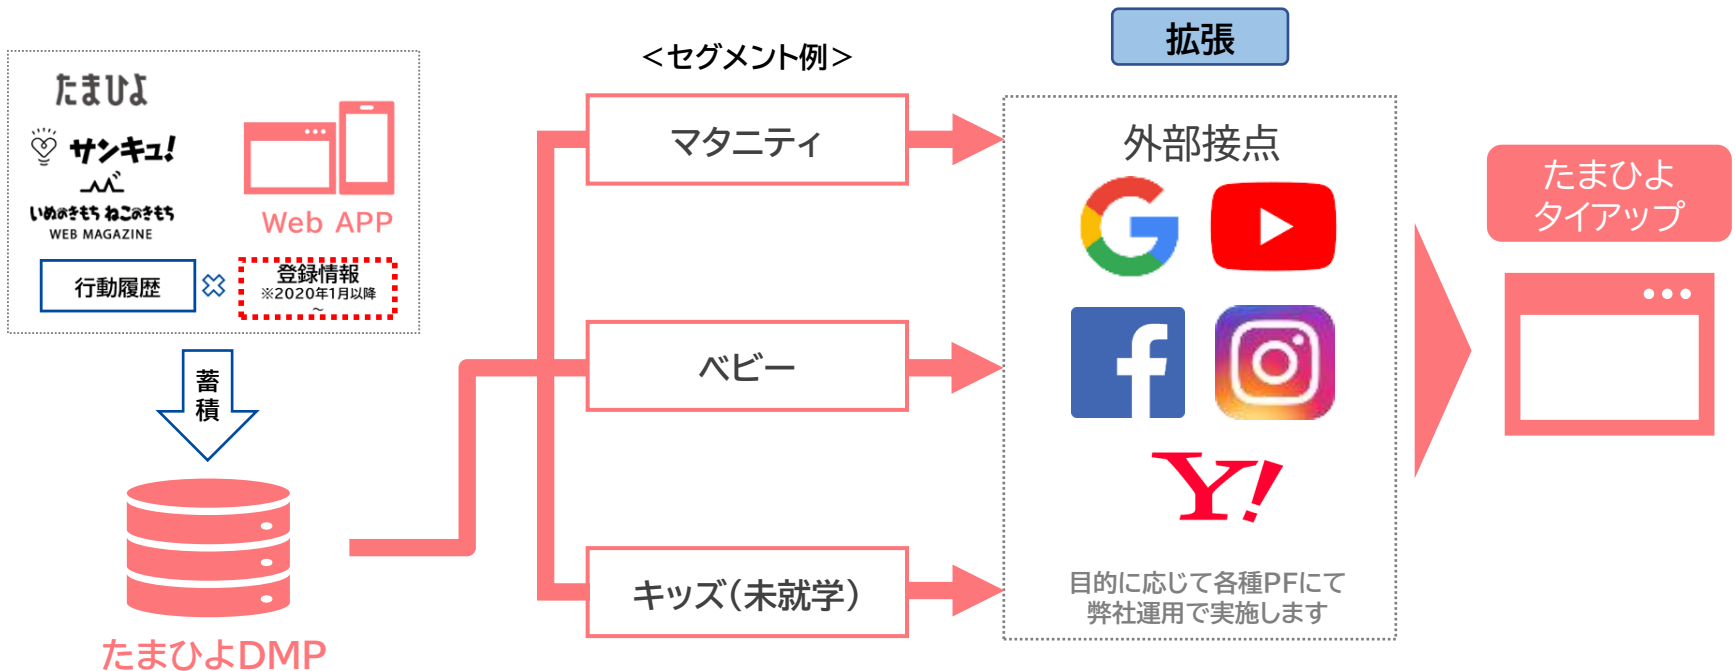 たまひよ
サンキュ!
いぬのきもち ねこのきもち
WEB MAGAZINE
Web APP
行動履歴
登録情報
※2020年1月以降
~
蓄
積
たまひよDMP
<セグメント例>
マタニティ
ベビー
キッズ(未就学)
拡張
外部接点
G
f
Y!
目的に応じて各種PFにて
弊社運用で実施します
たまひよ
タイアップ